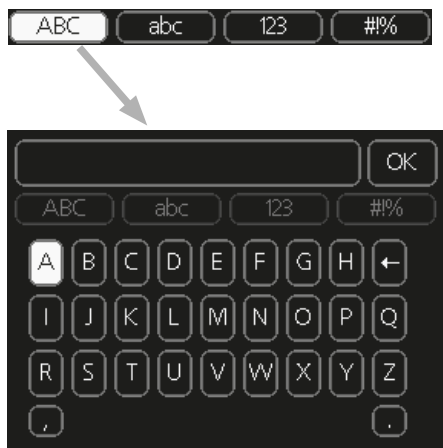 ABC abc 123 #!%
OK
ABC abc 123 #!%
A B C D E F G H ←
I J K L M N O P Q
R S T U V W X Y Z
, .